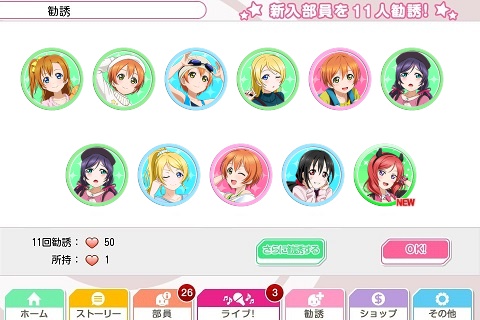 勧誘
新入部員を11人勧誘!
NEW
11回勧誘: 50
所持: 1
さらに勧誘する
OK!
26
3
ホーム
ストーリー
部員
ライブ!
勧誘
ショップ
その他